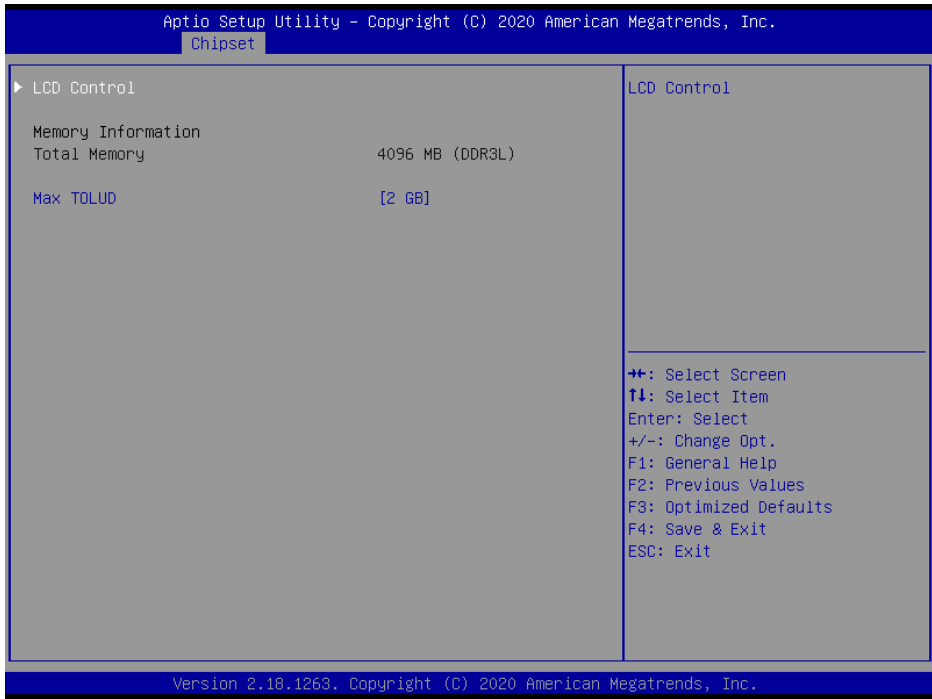 Aptio Setup Utility – Copyright (C) 2020 American Megatrends, Inc.
Chipset
▶ LCD Control
Memory Information
Total Memory 4096 MB (DDR3L)
Max TOLUD [2 GB]
LCD Control
→←: Select Screen
↑↓: Select Item
Enter: Select
+/-: Change Opt.
F1: General Help
F2: Previous Values
F3: Optimized Defaults
F4: Save & Exit
ESC: Exit
Version 2.18.1263. Copyright (C) 2020 American Megatrends, Inc.